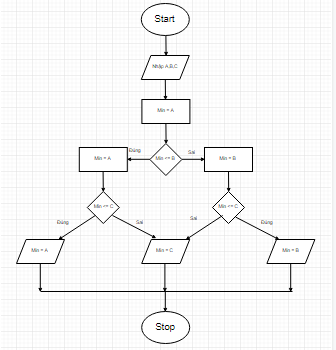 Start
Nhập A,B,C
Min = A
Min <= B
Đúng
Sai
Min = A
Min = B
Min <= C
Min <= C
Đúng
Sai
Sai
Đúng
Min = A
Min = C
Min = B
Stop